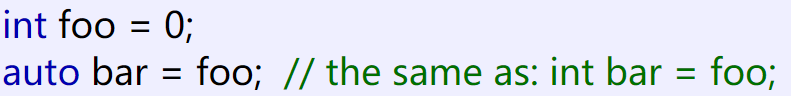 int foo = 0;
auto bar = foo;  // the same as: int bar = foo;